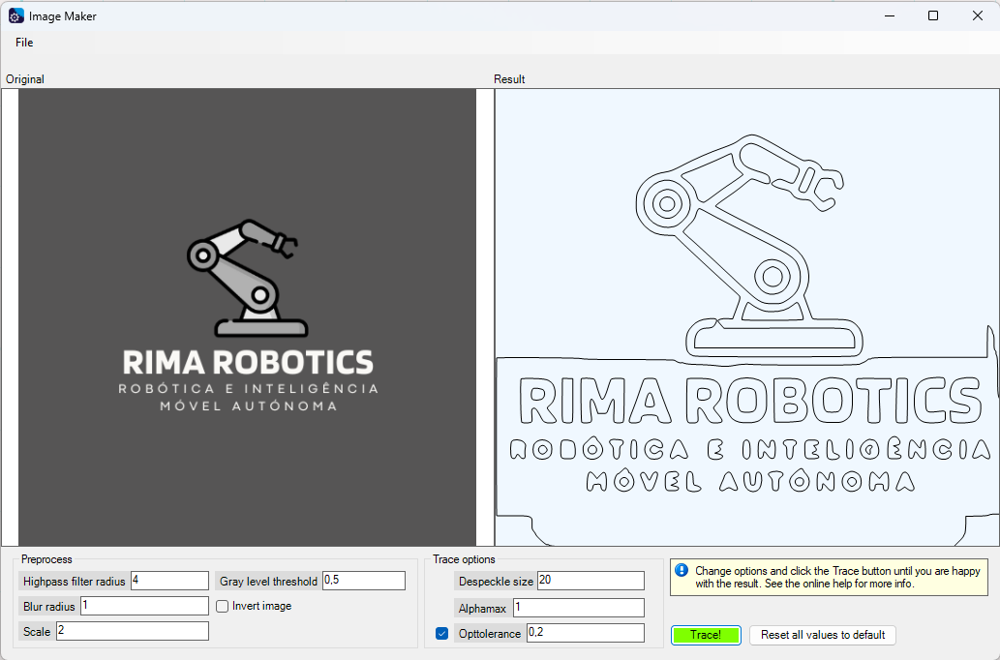 Image Maker
File
Original
Result
RIMA ROBOTICS
ROBÓTICA E INTELIGÊNCIA
MÓVEL AUTÓNOMA
RIMA ROBOTICS
ROBÓTICA E INTELIGÊNCIA
MÓVEL AUTÔNOMA
Preprocess
Highpass filter radius 4
Gray level threshold 0,5
Blur radius 1
Invert image
Scale 2
Trace options
Despeckle size 20
Alphamax 1
Opttolerance 0,2
Change options and click the Trace button until you are happy
with the result. See the online help for more info.
Trace!
Reset all values to default